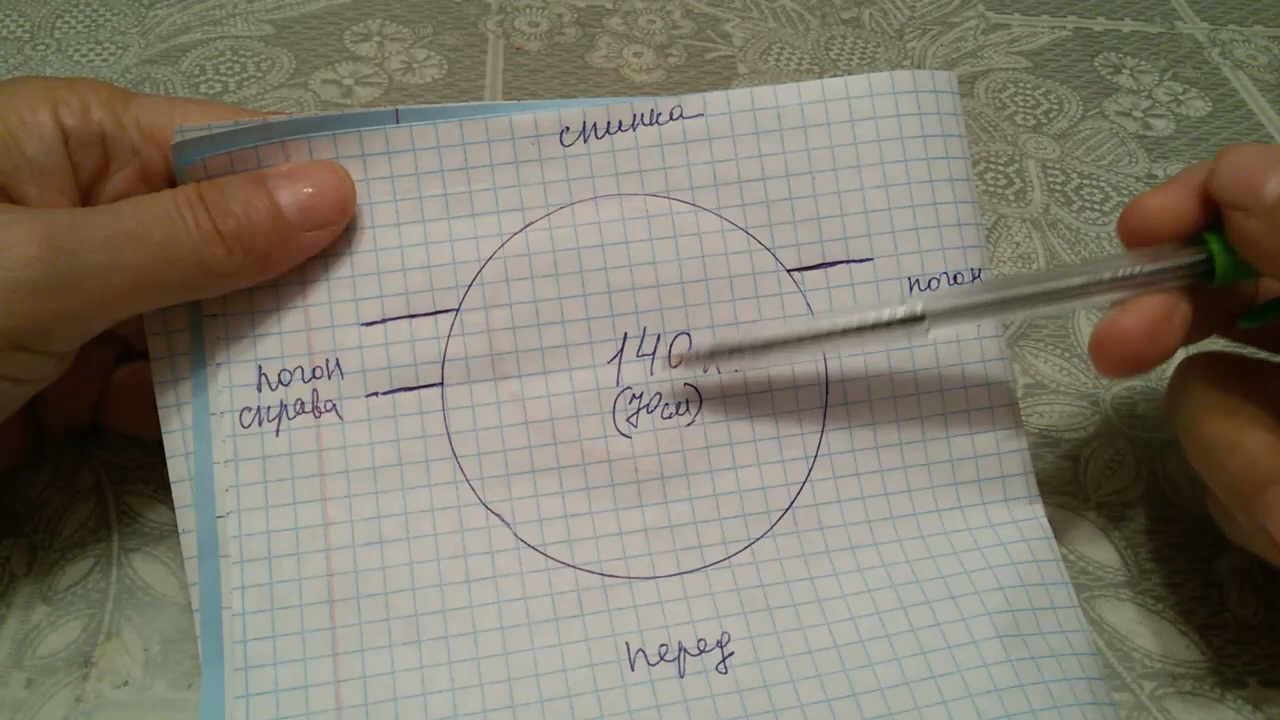 спинка
погон
140
(70см)
погон
справа
перед